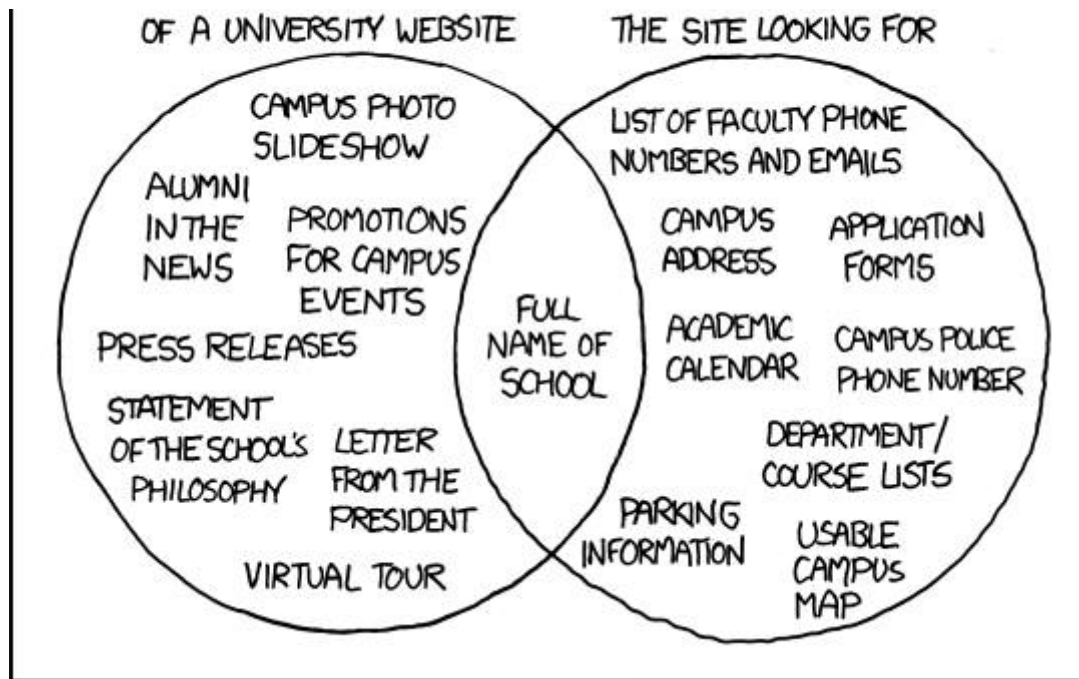 OF A UNIVERSITY WEBSITE
THE SITE LOOKING FOR
CAMPUS PHOTO
SLIDESHOW
ALUMNI
IN THE
NEWS
PROMOTIONS
FOR CAMPUS
EVENTS
PRESS RELEASES
STATEMENT
OF THE SCHOOL'S
PHILOSOPHY
LETTER
FROM THE
PRESIDENT
VIRTUAL TOUR
FULL
NAME OF
SCHOOL
LIST OF FACULTY PHONE
NUMBERS AND EMAILS
CAMPUS
ADDRESS
APPLICATION
FORMS
ACADEMIC
CALENDAR
CAMPUS POLICE
PHONE NUMBER
DEPARTMENT/
COURSE LISTS
PARKING
INFORMATION
USABLE
CAMPUS
MAP